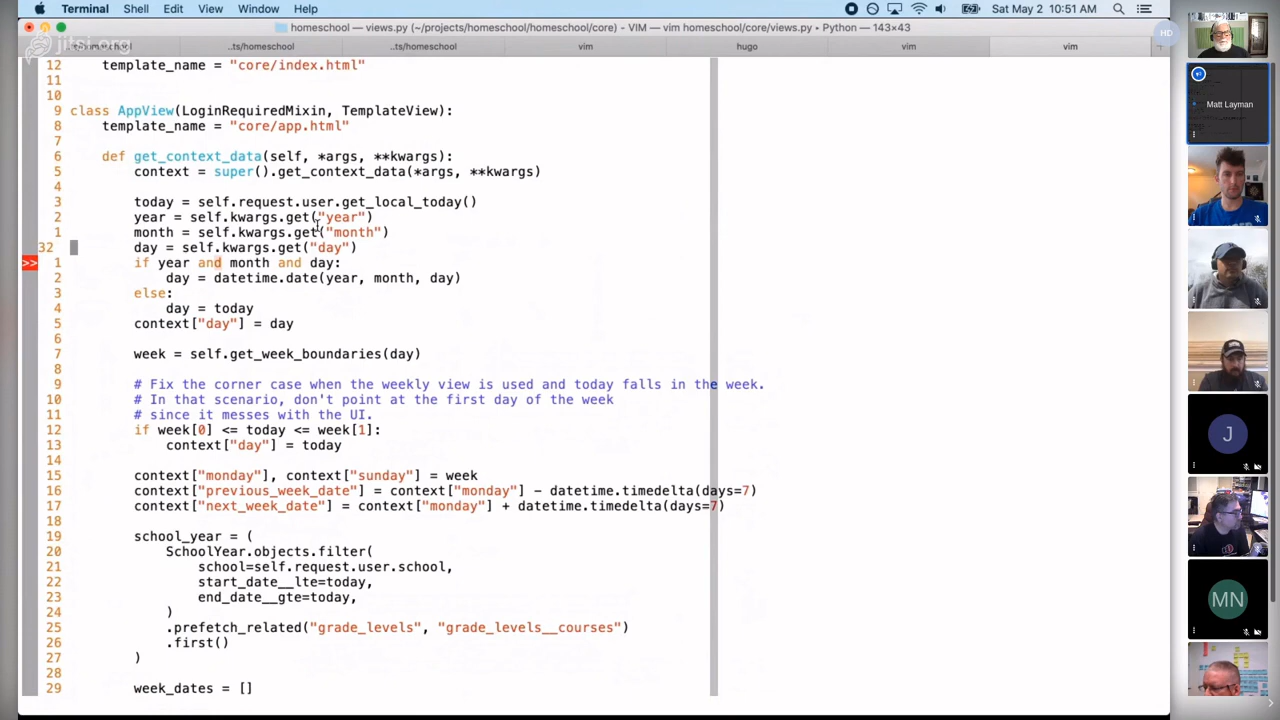 Terminal Shell Edit View Window Help Sat May 2 10:51 AM
homeschool — views.py (~/projects/homeschool/homeschool/core) - VIM — vim homeschool/core/views.py ▸ Python — 143×43
jitsi.org
..ts/homeschool ..ts/homeschool vim hugo vim vim
HD
12 template_name = "core/index.html"
11
10
9 class AppView(LoginRequiredMixin, TemplateView):
8 template_name = "core/app.html"
7
6 def get_context_data(self, *args, **kwargs):
5 context = super().get_context_data(*args, **kwargs)
4
3 today = self.request.user.get_local_today()
2 year = self.kwargs.get("year")
1 month = self.kwargs.get("month")
32 day = self.kwargs.get("day")
>> 1 if year and month and day:
2 day = datetime.date(year, month, day)
3 else:
4 day = today
5 context["day"] = day
6
7 week = self.get_week_boundaries(day)
8
9 # Fix the corner case when the weekly view is used and today falls in the week.
10 # In that scenario, don't point at the first day of the week
11 # since it messes with the UI.
12 if week[0] <= today <= week[1]:
13 context["day"] = today
14
15 context["monday"], context["sunday"] = week
16 context["previous_week_date"] = context["monday"] - datetime.timedelta(days=7)
17 context["next_week_date"] = context["monday"] + datetime.timedelta(days=7)
18
19 school_year = (
20 SchoolYear.objects.filter(
21 school=self.request.user.school,
22 start_date__lte=today,
23 end_date__gte=today,
24 )
25 .prefetch_related("grade_levels", "grade_levels__courses")
26 .first()
27 )
28
29 week_dates = []
Matt Layman
J
MN